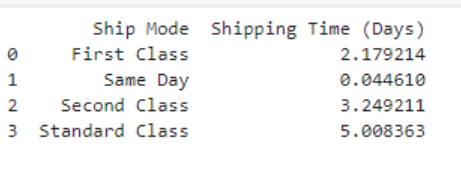 Ship Mode Shipping Time (Days)
0 First Class 2.179214
1 Same Day 0.044610
2 Second Class 3.249211
3 Standard Class 5.008363